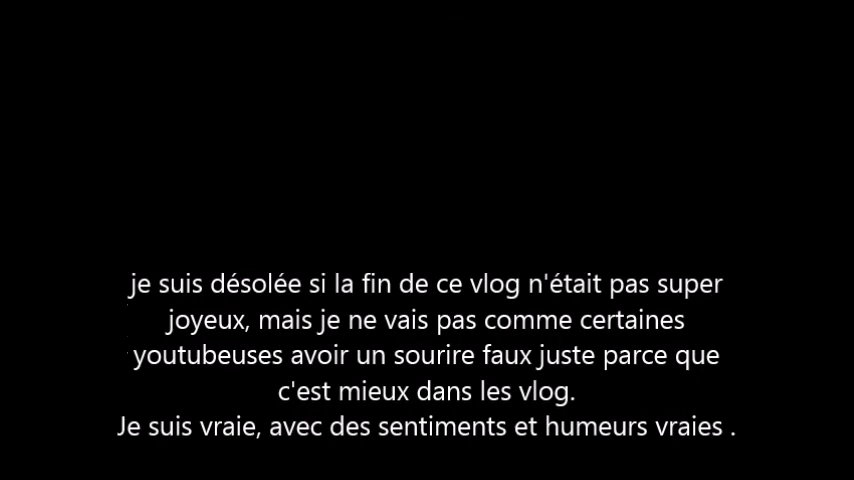 je suis désolée si la fin de ce vlog n'était pas super
joyeux, mais je ne vais pas comme certaines
youtubeuses avoir un sourire faux juste parce que
c'est mieux dans les vlog.
Je suis vraie, avec des sentiments et humeurs vraies .